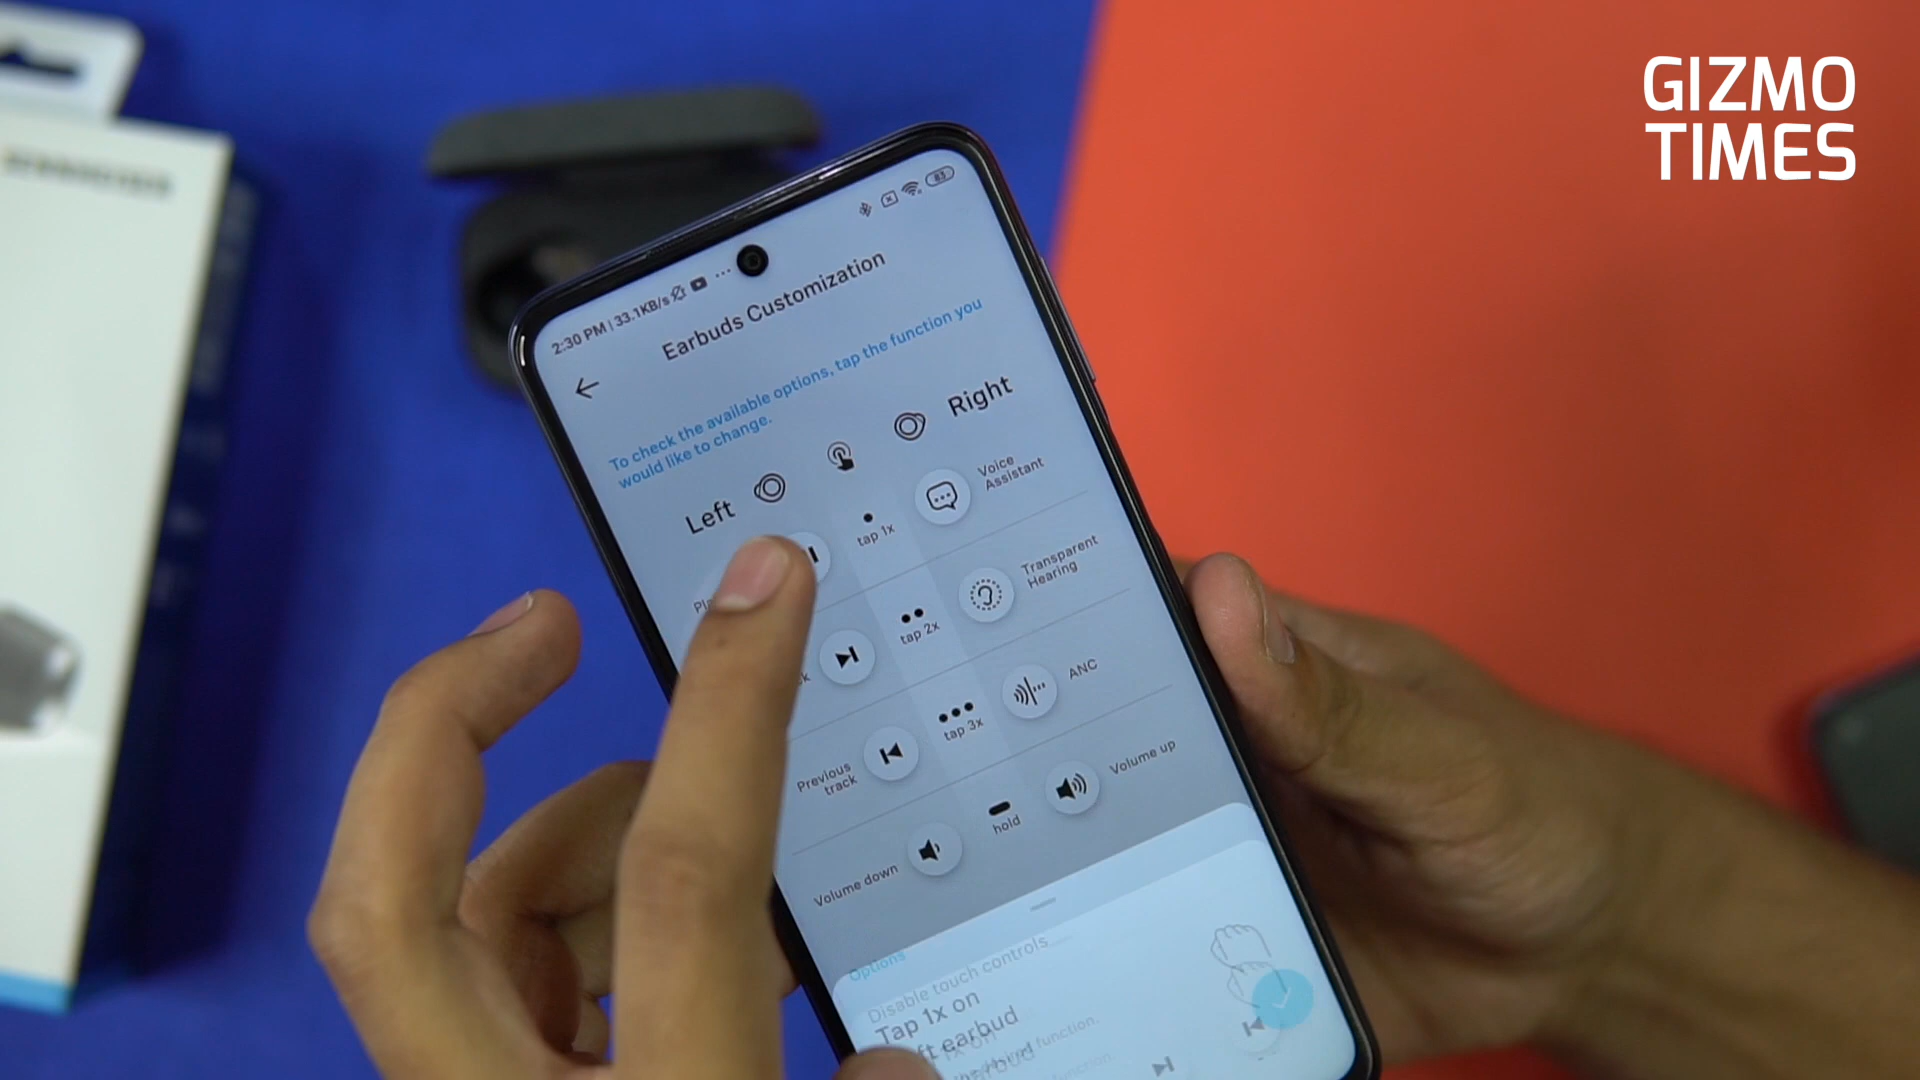 GIZMO
TIMES
2:30 PM | 33.1KB/s
83
Earbuds Customization
To check the available options, tap the function you
would like to change.
Left
Right
tap 1x
Voice
Assistant
tap 2x
Transparent
Hearing
Previous
track
tap 3x
ANC
Volume down
hold
Volume up
Options
Disable touch controls
Tap 1x on
earbud